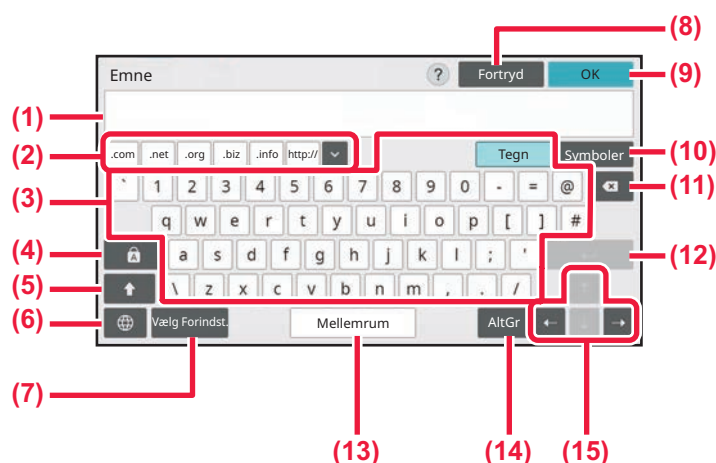 (8)
Emne ? Fortryd OK (9)
(1)
(2) .com .net .org .biz .info http:// Tegn Symboler (10)
(3) ` 1 2 3 4 5 6 7 8 9 0 - = @ (11)
q w e r t y u i o p [ ] #
(4) A a s d f g h j k l ; ' (12)
(5) \ z x c v b n m , . /
(6) Vælg Forindst. Mellemrum AltGr
(7)
(13) (14) (15)